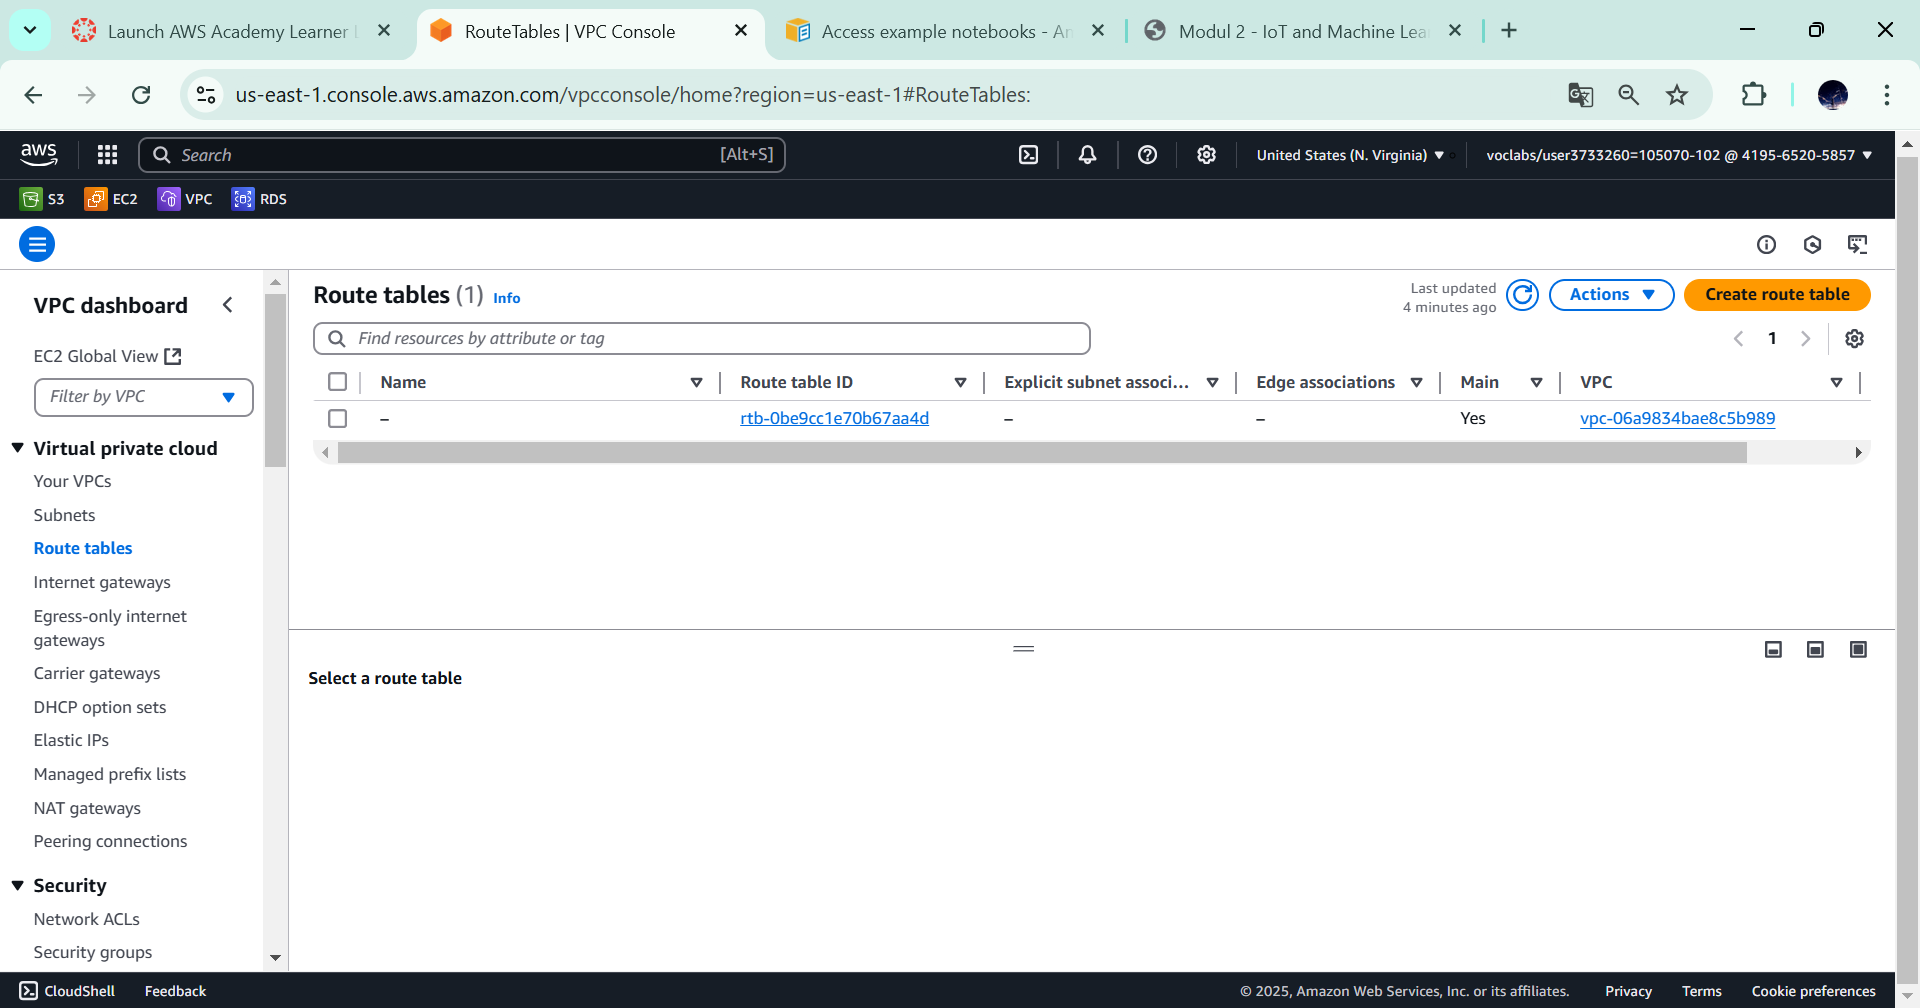 Launch AWS Academy Learner L
RouteTables | VPC Console
Access example notebooks - Am
Modul 2 - IoT and Machine Lear
us-east-1.console.aws.amazon.com/vpcconsole/home?region=us-east-1#RouteTables:
aws
Search
[Alt+S]
United States (N. Virginia)
voclabs/user3733260=105070-102 @ 4195-6520-5857
S3
EC2
VPC
RDS
VPC dashboard
EC2 Global View
Filter by VPC
Virtual private cloud
Your VPCs
Subnets
Route tables
Internet gateways
Egress-only internet
gateways
Carrier gateways
DHCP option sets
Elastic IPs
Managed prefix lists
NAT gateways
Peering connections
Security
Network ACLs
Security groups
Route tables (1) Info
Last updated
4 minutes ago
Actions
Create route table
Find resources by attribute or tag
1
Name
Route table ID
Explicit subnet associ...
Edge associations
Main
VPC
–
rtb-0be9cc1e70b67aa4d
–
–
Yes
vpc-06a9834bae8c5b989
Select a route table
CloudShell
Feedback
© 2025, Amazon Web Services, Inc. or its affiliates.
Privacy
Terms
Cookie preferences